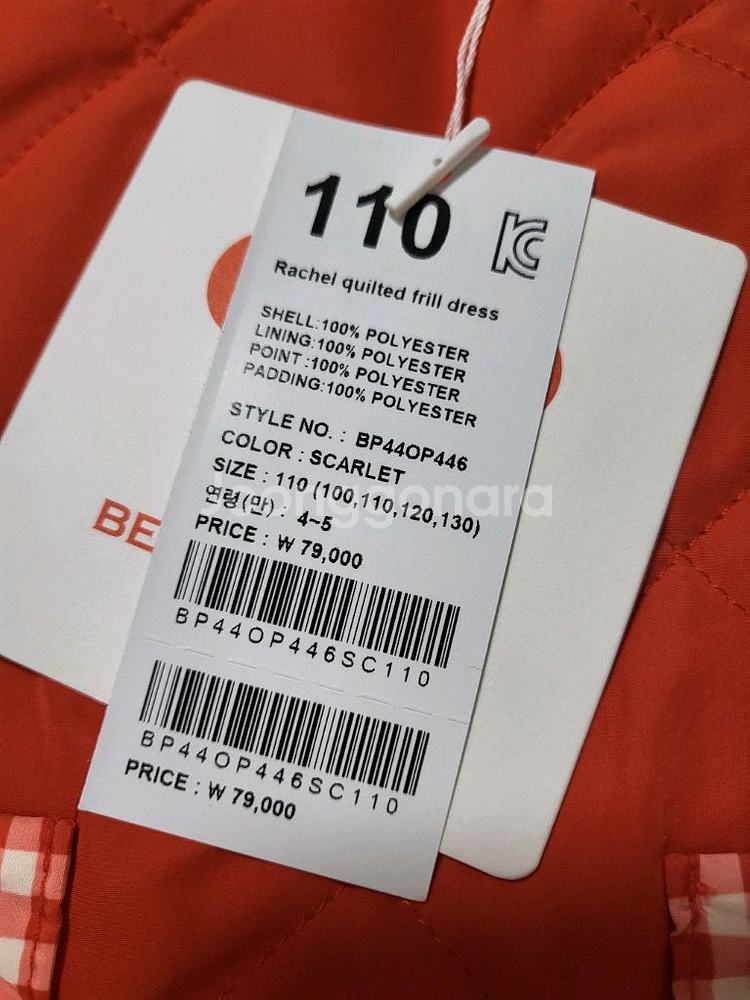 110
Rachel quilted frill dress
SHELL:100% POLYESTER
LINING:100% POLYESTER
POINT :100% POLYESTER
PADDING:100% POLYESTER
STYLE NO. : BP44OP446
COLOR : SCARLET
SIZE : 110 (100,110,120,130)
연령(만) : 4~5
PRICE : ₩ 79,000
BP44OP446SC110
BP44OP446SC110
PRICE : ₩ 79,000
BE
Joonggonara